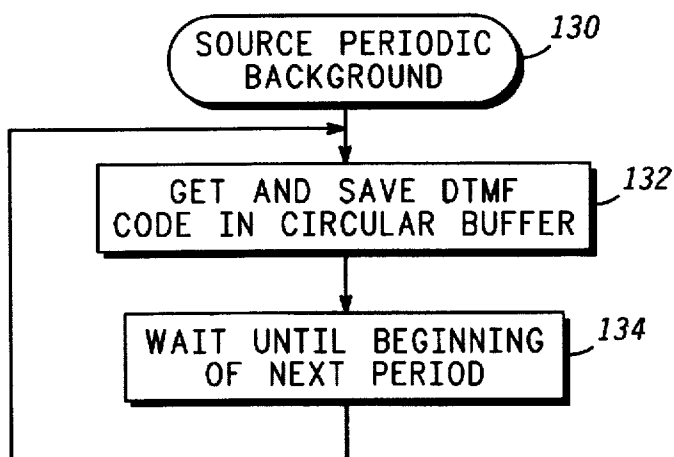 SOURCE PERIODIC
BACKGROUND
130
GET AND SAVE DTMF
CODE IN CIRCULAR BUFFER
132
WAIT UNTIL BEGINNING
OF NEXT PERIOD
134